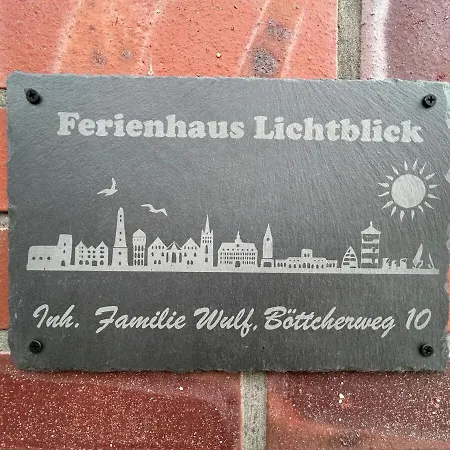 Ferienhaus Lichtblick
Inh. Familie Wulf, Böttcherweg 10